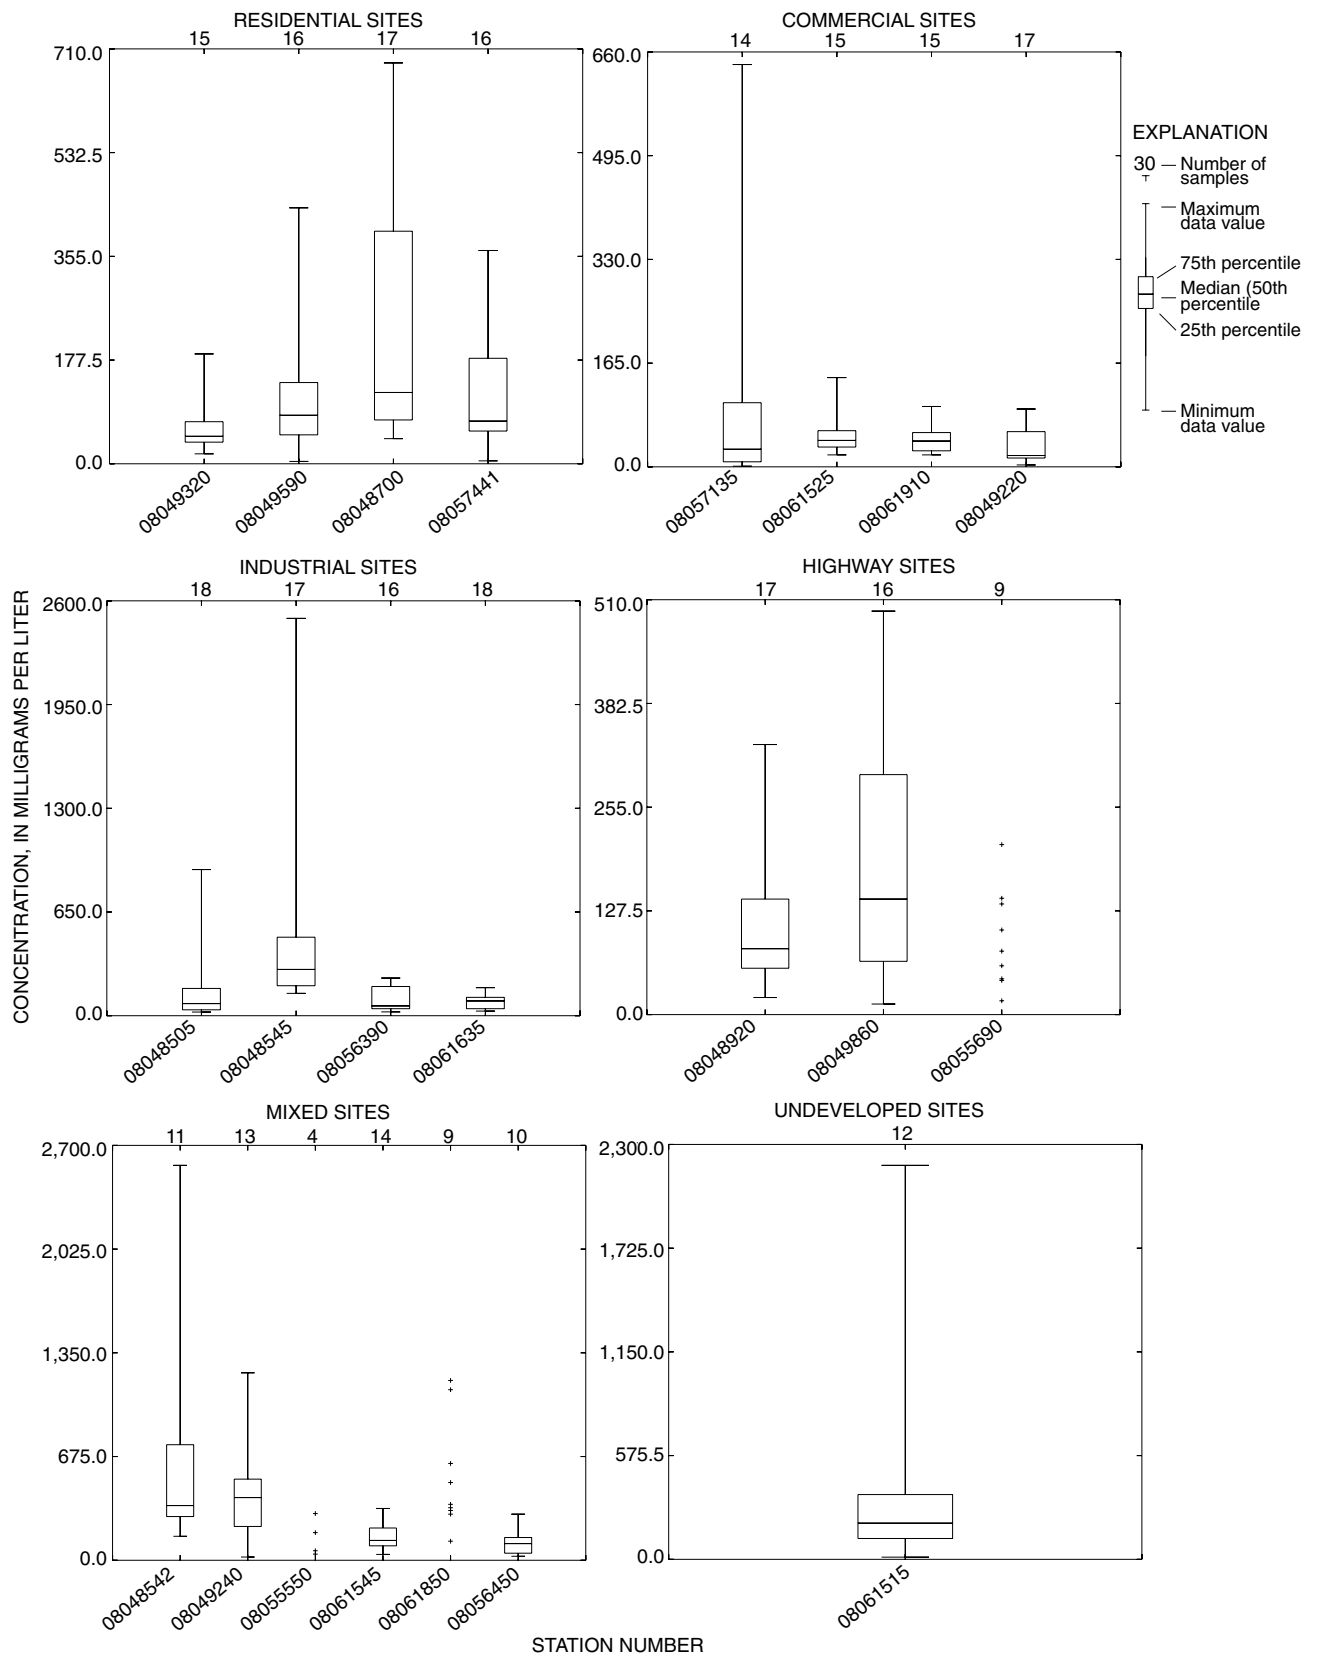 RESIDENTIAL SITES
15 16 17 16
710.0
532.5
355.0
177.5
0.0
08049320 08049590 08048700 08057441
COMMERCIAL SITES
14 15 15 17
660.0
495.0
330.0
165.0
0.0
08057135 08061525 08061910 08049220
EXPLANATION
30 Number of
samples
Maximum
data value
75th percentile
Median (50th
percentile
25th percentile
Minimum
data value
CONCENTRATION, IN MILLIGRAMS PER LITER
INDUSTRIAL SITES
18 17 16 18
2600.0
1950.0
1300.0
650.0
0.0
08048505 08048545 08056390 08061635
HIGHWAY SITES
17 16 9
510.0
382.5
255.0
127.5
0.0
08048920 08049860 08055690
MIXED SITES
11 13 4 14 9 10
2,700.0
2,025.0
1,350.0
675.0
0.0
08048542 08049240 08055550 08061545 08061850 08056450
UNDEVELOPED SITES
12
2,300.0
1,725.0
1,150.0
575.5
0.0
08061515
STATION NUMBER